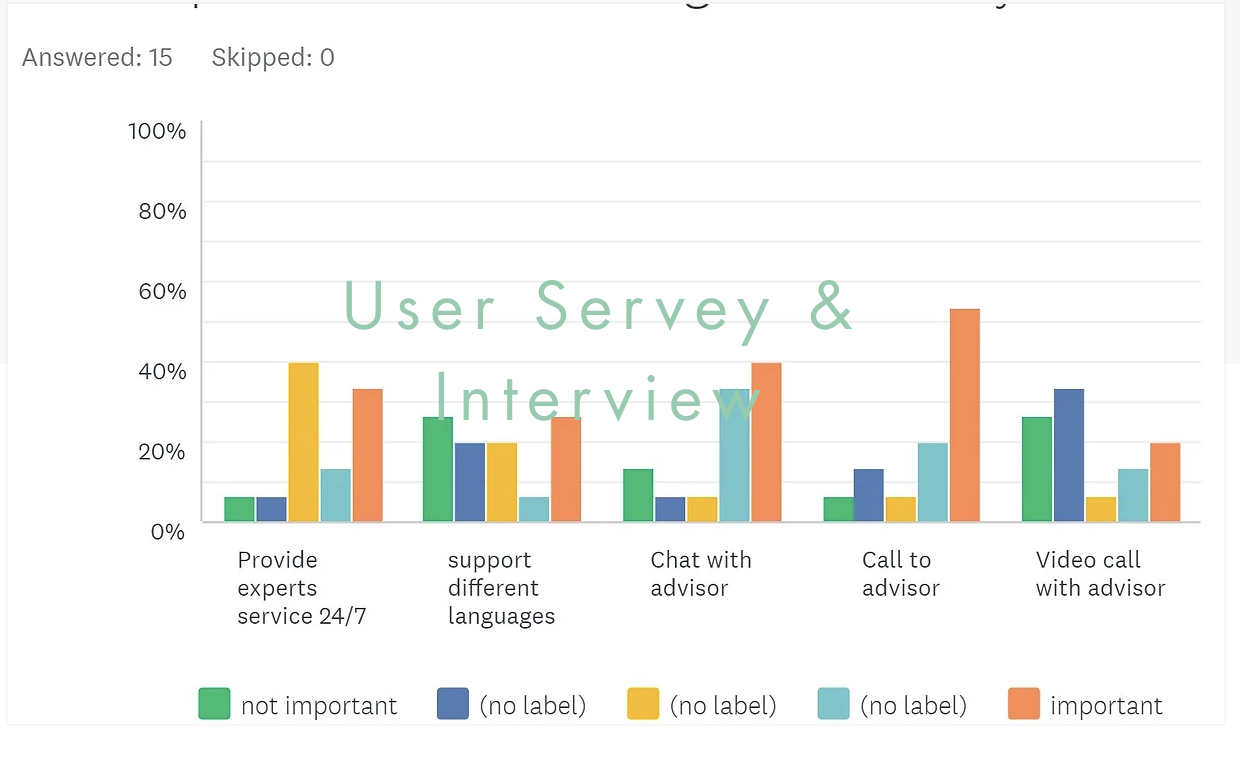 Answered: 15 Skipped: 0
100%
80%
60%
40%
20%
0%
User Servey &
Interview
Provide
experts
service 24/7
support
different
languages
Chat with
advisor
Call to
advisor
Video call
with advisor
not important (no label) (no label) (no label) important